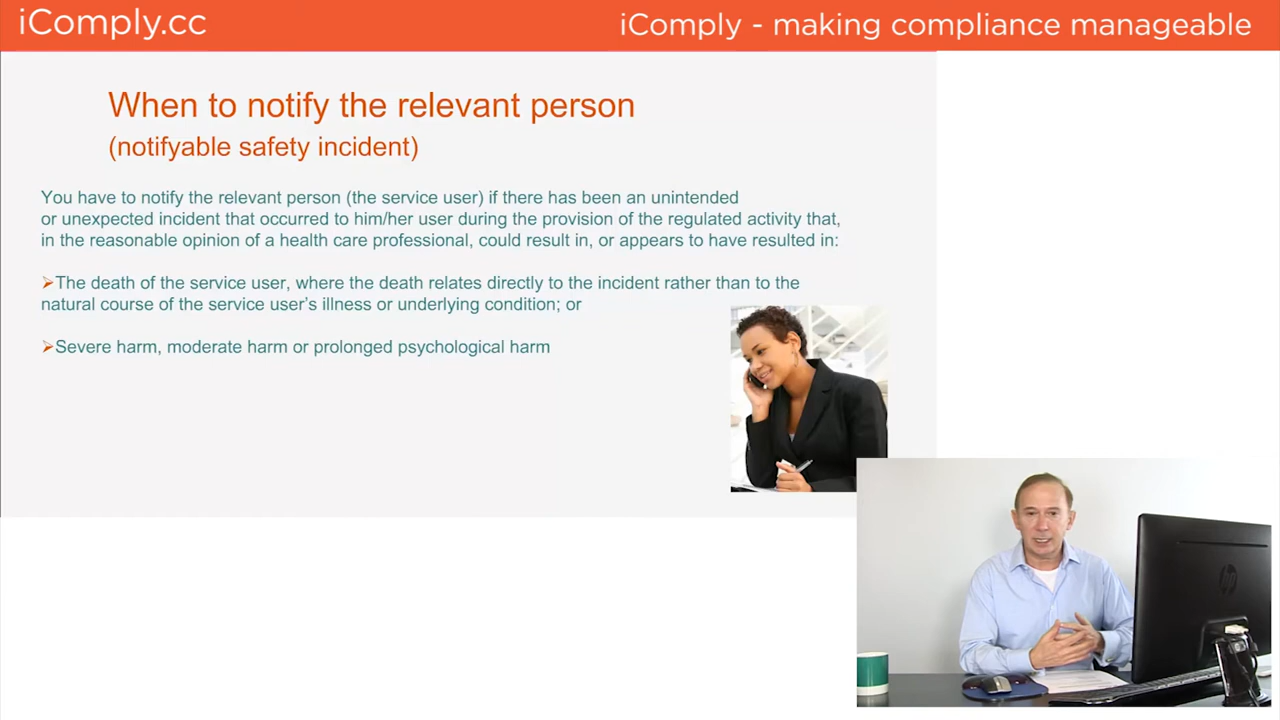 iComply.cc
iComply - making compliance manageable
When to notify the relevant person
(notifyable safety incident)
You have to notify the relevant person (the service user) if there has been an unintended
or unexpected incident that occurred to him/her user during the provision of the regulated activity that,
in the reasonable opinion of a health care professional, could result in, or appears to have resulted in:
➢The death of the service user, where the death relates directly to the incident rather than to the
natural course of the service user's illness or underlying condition; or
➢Severe harm, moderate harm or prolonged psychological harm
hp